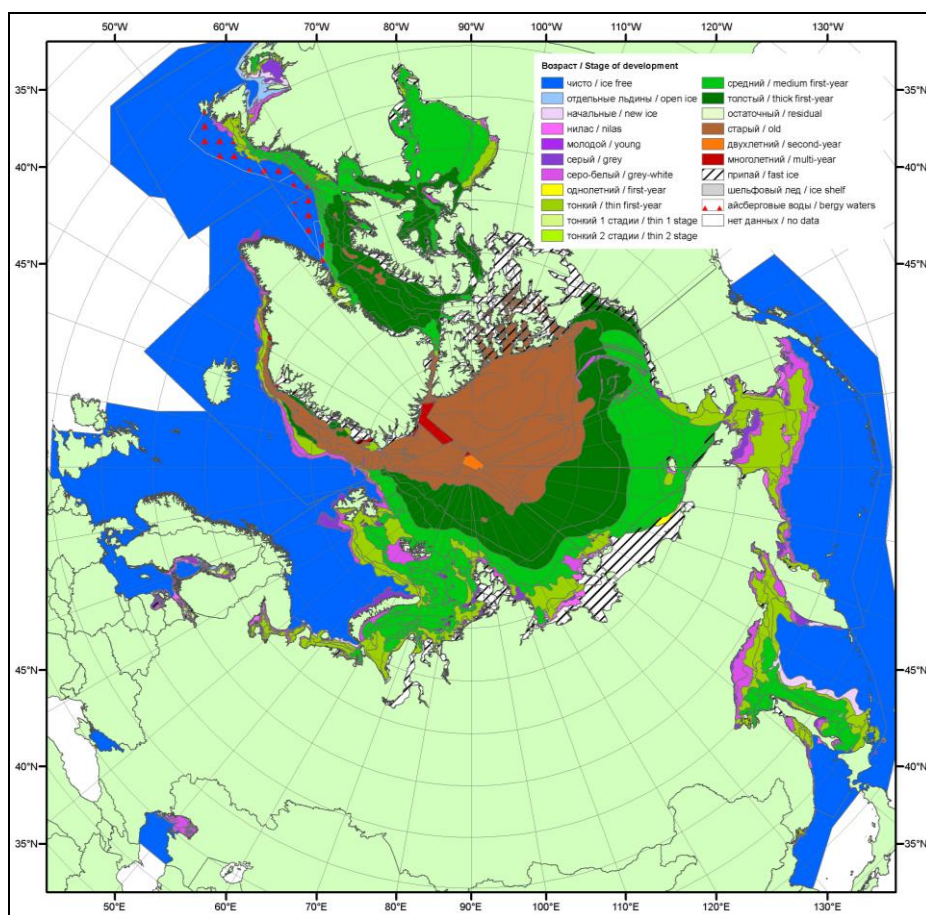 50°W 60°W 70°W 80°W 90°W 100°W 110°W 120°W 130°W
35°N
40°N
45°N
45°N
40°N
35°N
Возраст / Stage of development
чисто / ice free
отдельные льдины / open ice
начальные / new ice
нилас / nilas
молодой / young
серый / grey
серо-белый / grey-white
однолетний / first-year
тонкий / thin first-year
тонкий 1 стадии / thin 1 stage
тонкий 2 стадии / thin 2 stage
средний / medium first-year
толстый / thick first-year
остаточный / residual
старый / old
двухлетний / second-year
многолетний / multi-year
припай / fast ice
шельфовый лед / ice shelf
айсберговые воды / bergy waters
нет данных / no data
35°N
40°N
45°N
45°N
40°N
35°N
50°E 60°E 70°E 80°E 90°E 100°E 110°E 120°E 130°E